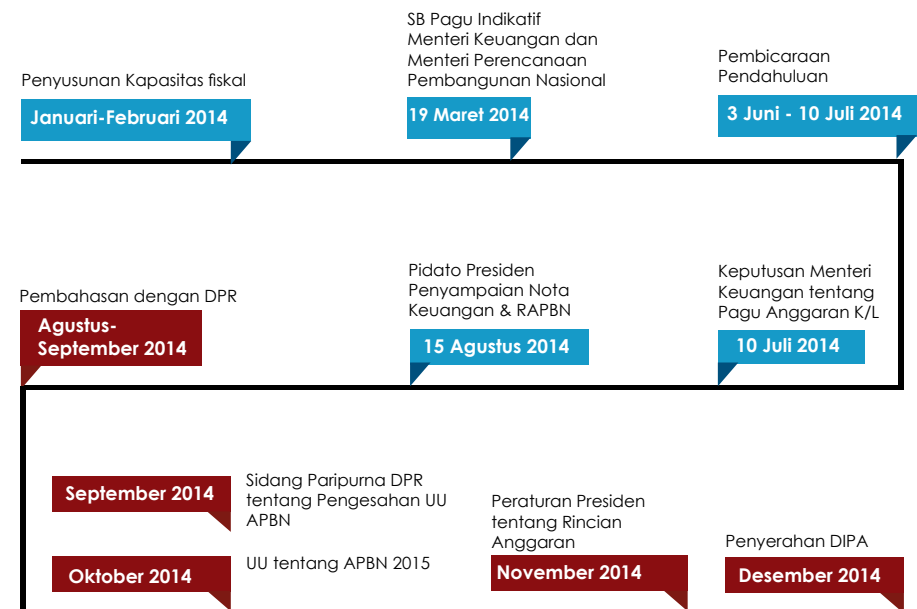 Penyusunan Kapasitas fiskal
Januari-Februari 2014
SB Pagu Indikatif
Menteri Keuangan dan
Menteri Perencanaan
Pembangunan Nasional
19 Maret 2014
Pembicaraan
Pendahuluan
3 Juni - 10 Juli 2014
Keputusan Menteri
Keuangan tentang
Pagu Anggaran K/L
10 Juli 2014
Pidato Presiden
Penyampaian Nota
Keuangan & RAPBN
15 Agustus 2014
Pembahasan dengan DPR
Agustus-
September 2014
September 2014
Sidang Paripurna DPR
tentang Pengesahan UU
APBN
Oktober 2014
UU tentang APBN 2015
Peraturan Presiden
tentang Rincian
Anggaran
November 2014
Penyerahan DIPA
Desember 2014